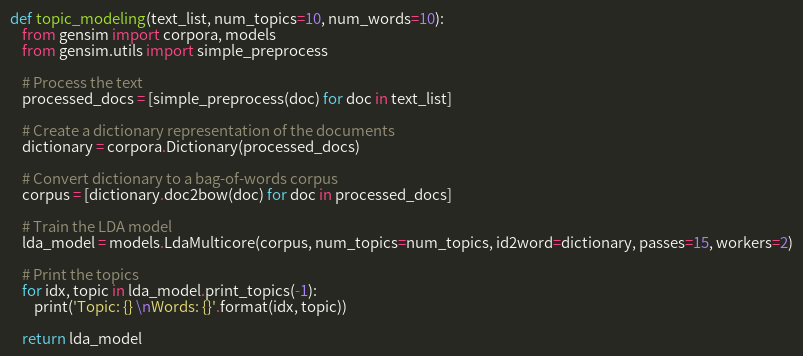 def topic_modeling(text_list, num_topics=10, num_words=10):
    from gensim import corpora, models
    from gensim.utils import simple_preprocess

    # Process the text
    processed_docs = [simple_preprocess(doc) for doc in text_list]

    # Create a dictionary representation of the documents
    dictionary = corpora.Dictionary(processed_docs)

    # Convert dictionary to a bag-of-words corpus
    corpus = [dictionary.doc2bow(doc) for doc in processed_docs]

    # Train the LDA model
    lda_model = models.LdaMulticore(corpus, num_topics=num_topics, id2word=dictionary, passes=15, workers=2)

    # Print the topics
    for idx, topic in lda_model.print_topics(-1):
        print('Topic: {} \nWords: {}'.format(idx, topic))

    return lda_model